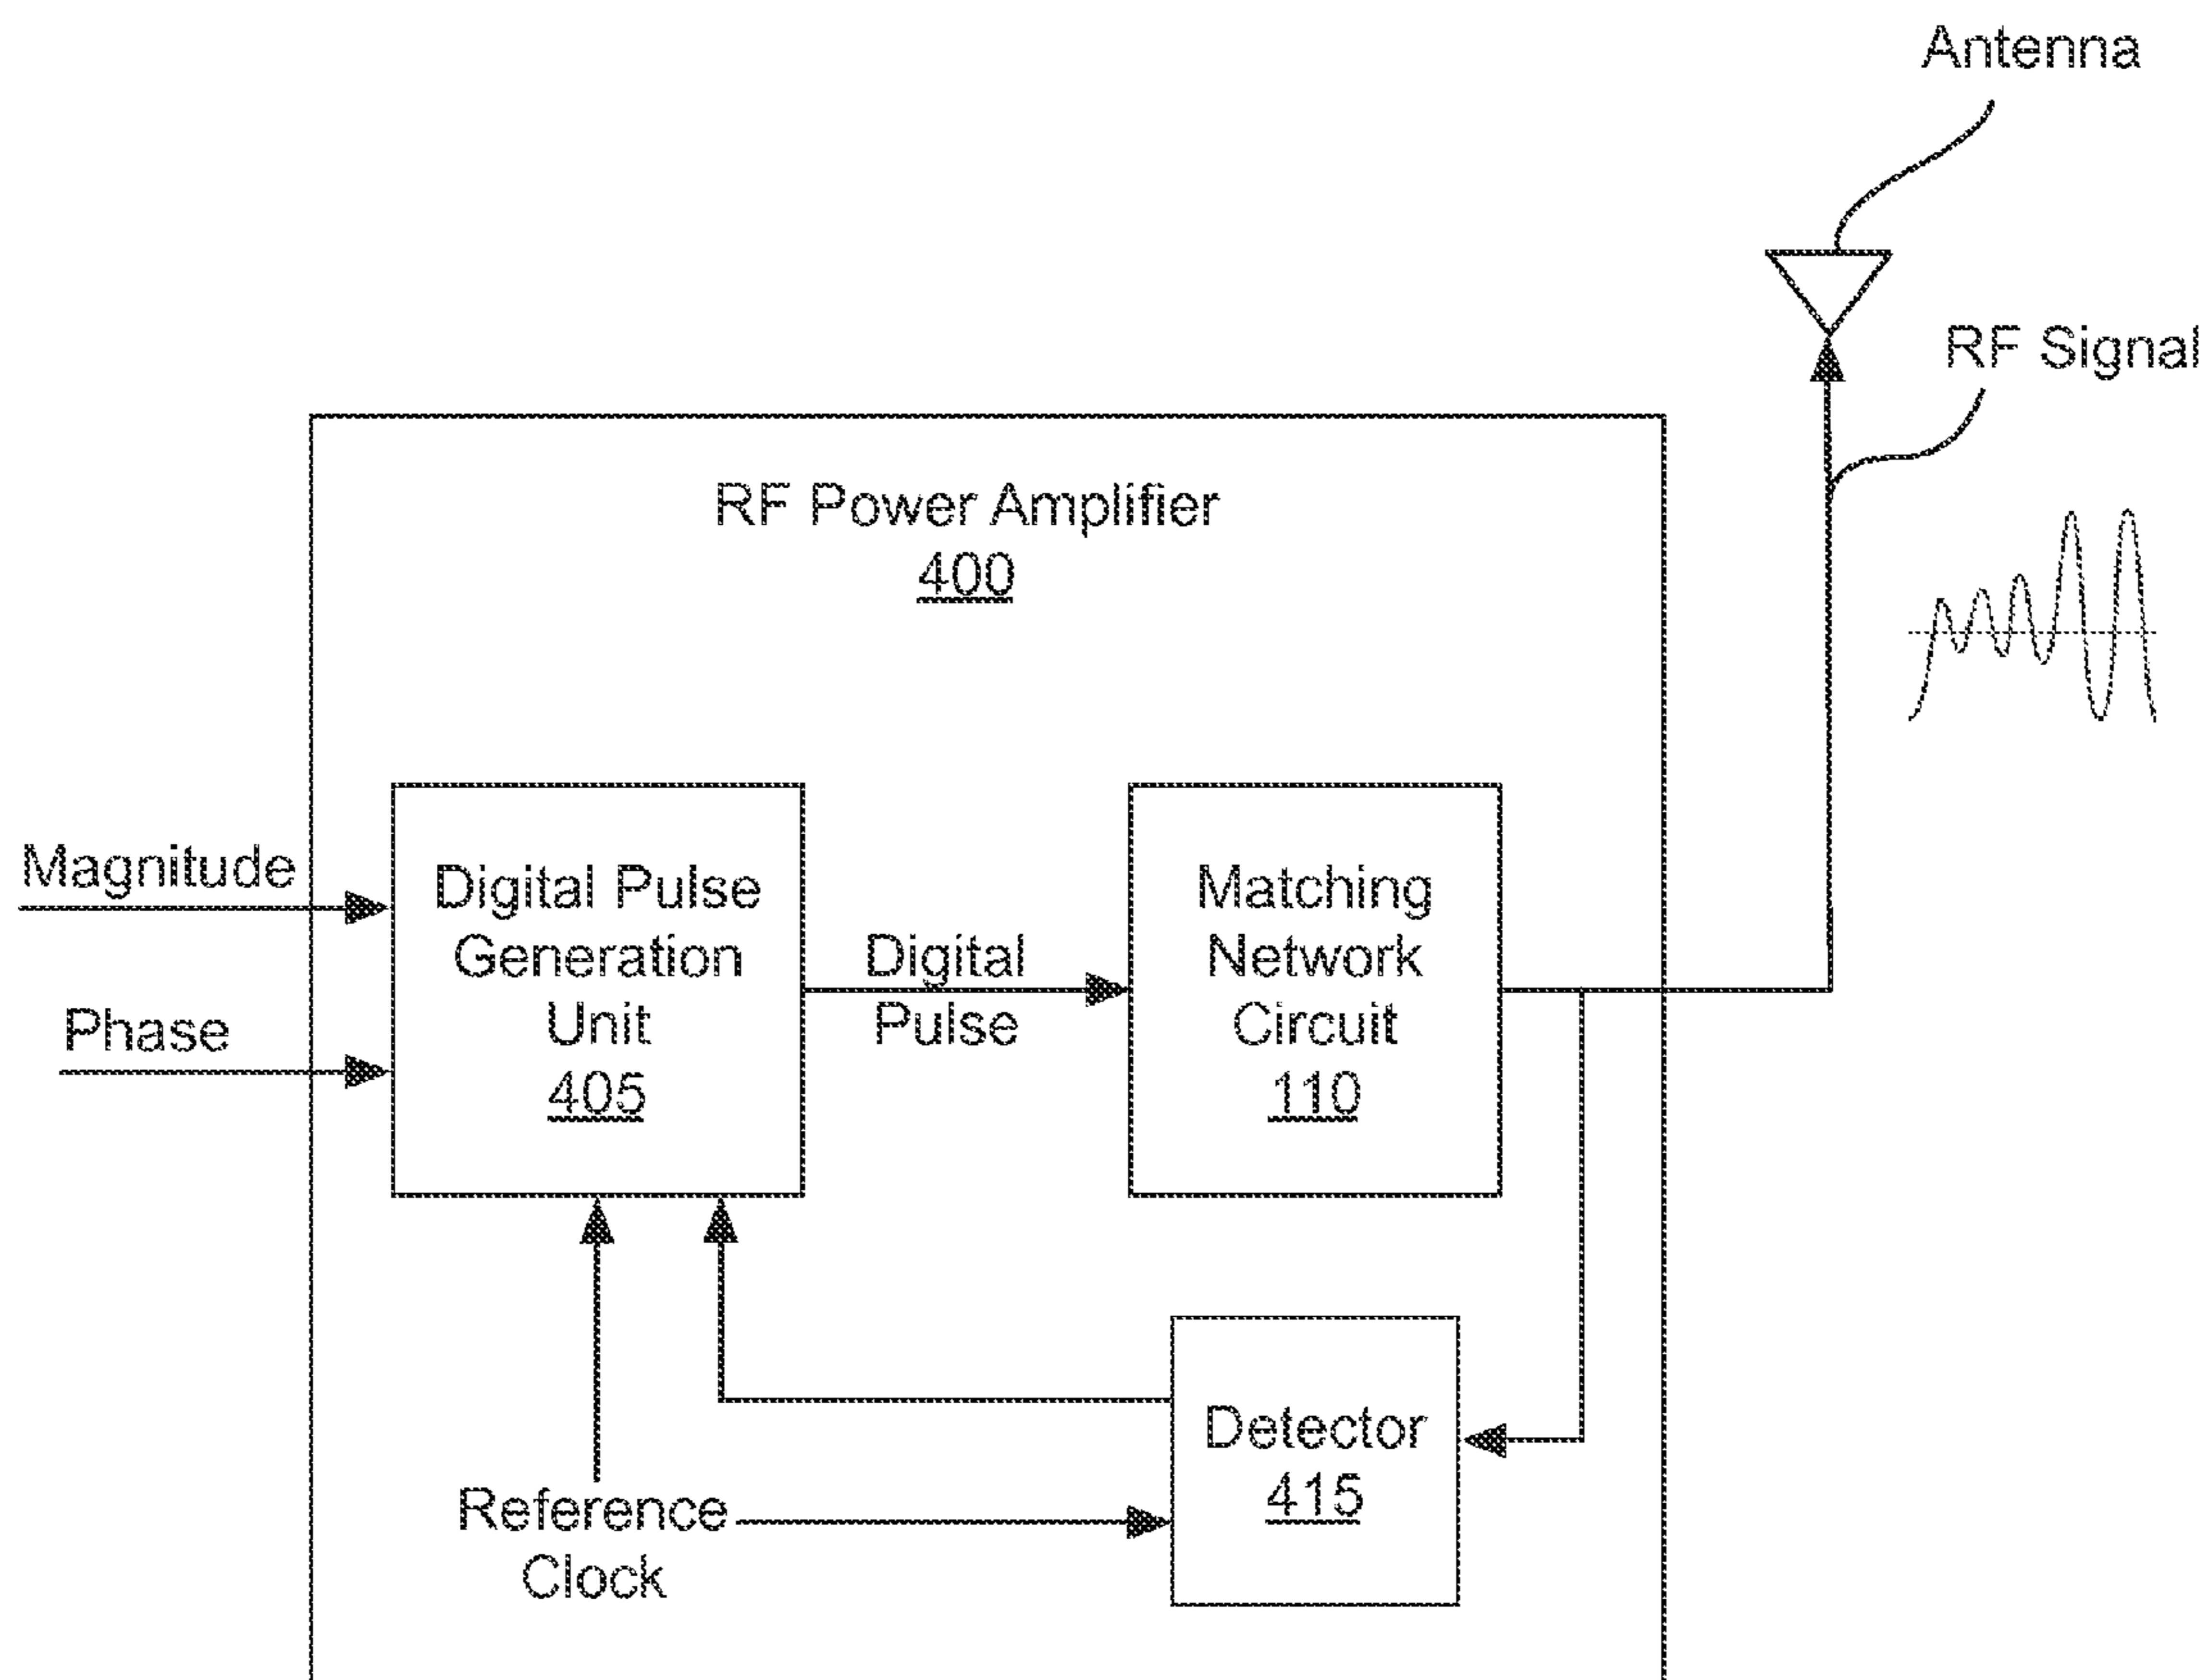 Antenna
RF Signal
RF Power Amplifier
400
Magnitude
Phase
Digital Pulse
Generation
Unit
405
Digital
Pulse
Matching
Network
Circuit
110
Detector
415
Reference
Clock